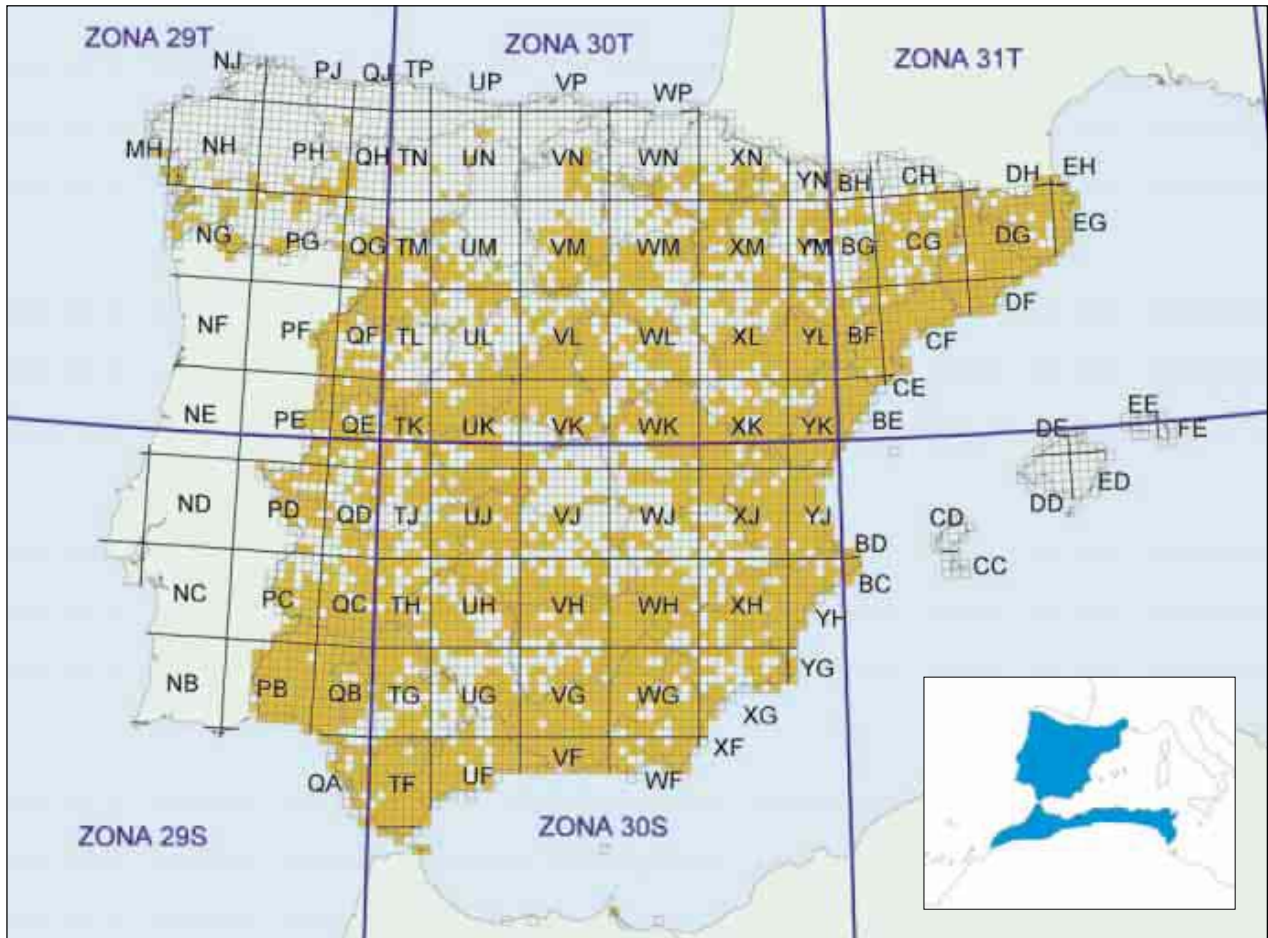 ZONA 29T
ZONA 30T
ZONA 31T
NJ PJ QJ TP UP VP WP
MH NH PH QH TN UN VN WN XN YN BH CH DH EH
NG PG QG TM UM VM WM XM YM BG CG DG EG
NF PF QF TL UL VL WL XL YL BF CF DF
NE PE QE TK UK VK WK XK YK BE CE DE EE FE
ND PD QD TJ UJ VJ WJ XJ YJ BD CD DD ED
NC PC QC TH UH VH WH XH YH BC CC
NB PB QB TG UG VG WG XG YG
QA TF UF VF WF XF
ZONA 29S
ZONA 30S